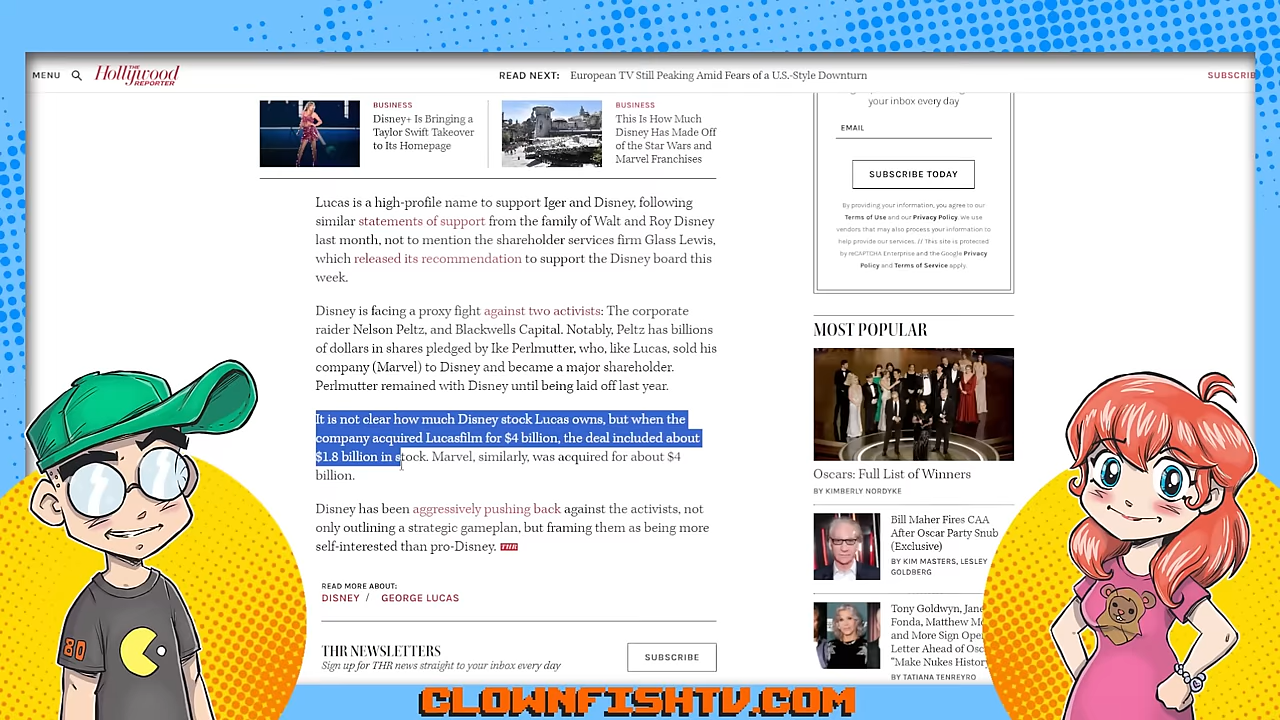 MENU
THE
Hollywood
REPORTER
READ NEXT: European TV Still Peaking Amid Fears of a U.S.-Style Downturn
SUBSCRIB
BUSINESS
Disney+ Is Bringing a
Taylor Swift Takeover
to Its Homepage
BUSINESS
This Is How Much
Disney Has Made Off
of the Star Wars and
Marvel Franchises
Lucas is a high-profile name to support Iger and Disney, following
similar statements of support from the family of Walt and Roy Disney
last month, not to mention the shareholder services firm Glass Lewis,
which released its recommendation to support the Disney board this
week.
Disney is facing a proxy fight against two activists: The corporate
raider Nelson Peltz, and Blackwells Capital. Notably, Peltz has billions
of dollars in shares pledged by Ike Perlmutter, who, like Lucas, sold his
company (Marvel) to Disney and became a major shareholder.
Perlmutter remained with Disney until being laid off last year.
It is not clear how much Disney stock Lucas owns, but when the
company acquired Lucasfilm for $4 billion, the deal included about
$1.8 billion in stock. Marvel, similarly, was acquired for about $4
billion.
Disney has been aggressively pushing back against the activists, not
only outlining a strategic gameplan, but framing them as being more
self-interested than pro-Disney. THR
READ MORE ABOUT:
DISNEY / GEORGE LUCAS
THR NEWSLETTERS
Sign up for THR news straight to your inbox every day
SUBSCRIBE
your inbox every day
EMAIL
SUBSCRIBE TODAY
By providing your information, you agree to our
Terms of Use and our Privacy Policy. We use
vendors that may also process your information to
help provide our services. // This site is protected
by reCAPTCHA Enterprise and the Google Privacy
Policy and Terms of Service apply.
MOST POPULAR
Oscars: Full List of Winners
BY KIMBERLY NORDYKE
Bill Maher Fires CAA
After Oscar Party Snub
(Exclusive)
BY KIM MASTERS, LESLEY
GOLDBERG
Tony Goldwyn, Jane
Fonda, Matthew M
and More Sign Ope
Letter Ahead of Osc
"Make Nukes History
BY TATIANA TENREYRO
80
CLOWNFISHTV.COM